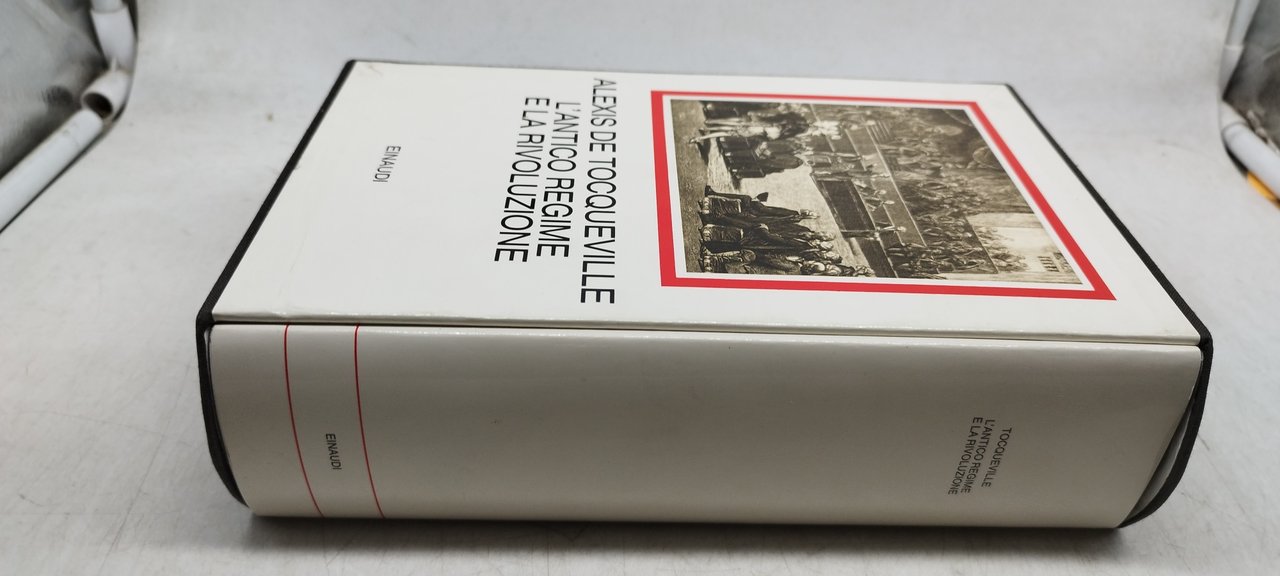 ALEXIS DE TOCQUEVILLE
L'ANTICO REGIME
E LA RIVOLUZIONE
EINAUDI
TOCQUEVILLE
L'ANTICO REGIME
E LA RIVOLUZIONE
EINAUDI